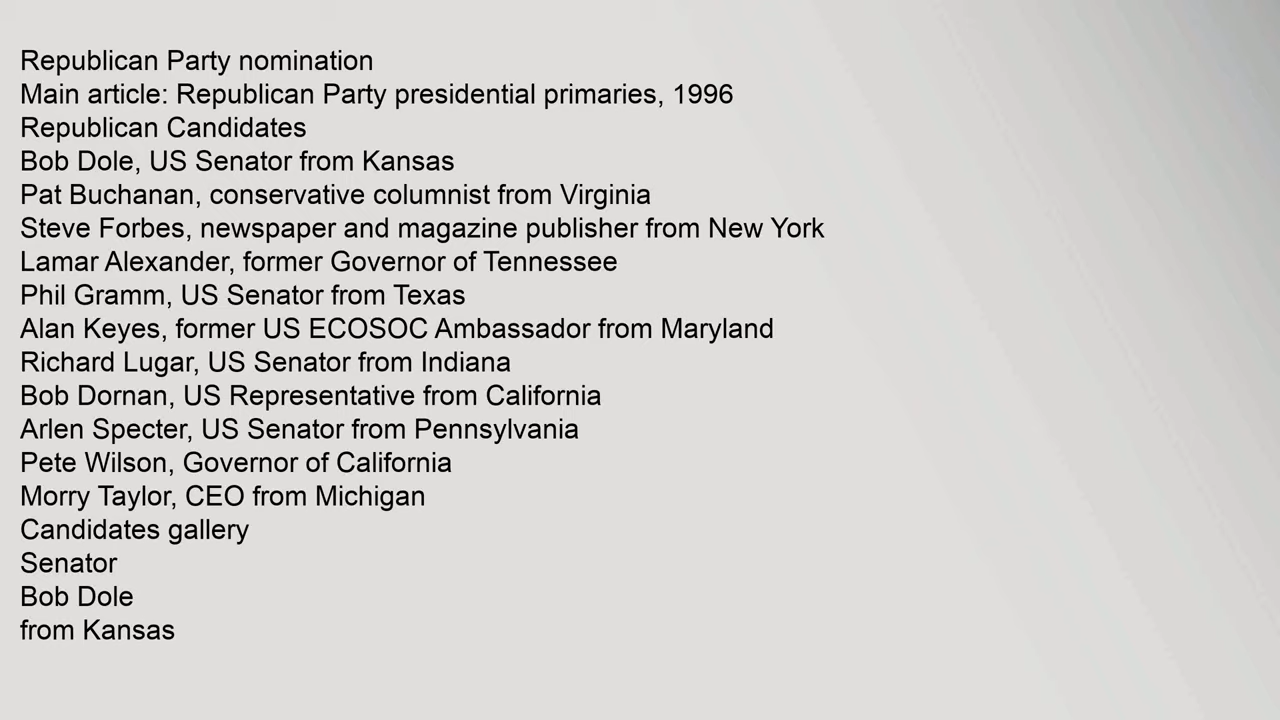 Republican Party nomination
Main article: Republican Party presidential primaries, 1996
Republican Candidates
Bob Dole, US Senator from Kansas
Pat Buchanan, conservative columnist from Virginia
Steve Forbes, newspaper and magazine publisher from New York
Lamar Alexander, former Governor of Tennessee
Phil Gramm, US Senator from Texas
Alan Keyes, former US ECOSOC Ambassador from Maryland
Richard Lugar, US Senator from Indiana
Bob Dornan, US Representative from California
Arlen Specter, US Senator from Pennsylvania
Pete Wilson, Governor of California
Morry Taylor, CEO from Michigan
Candidates gallery
Senator
Bob Dole
from Kansas